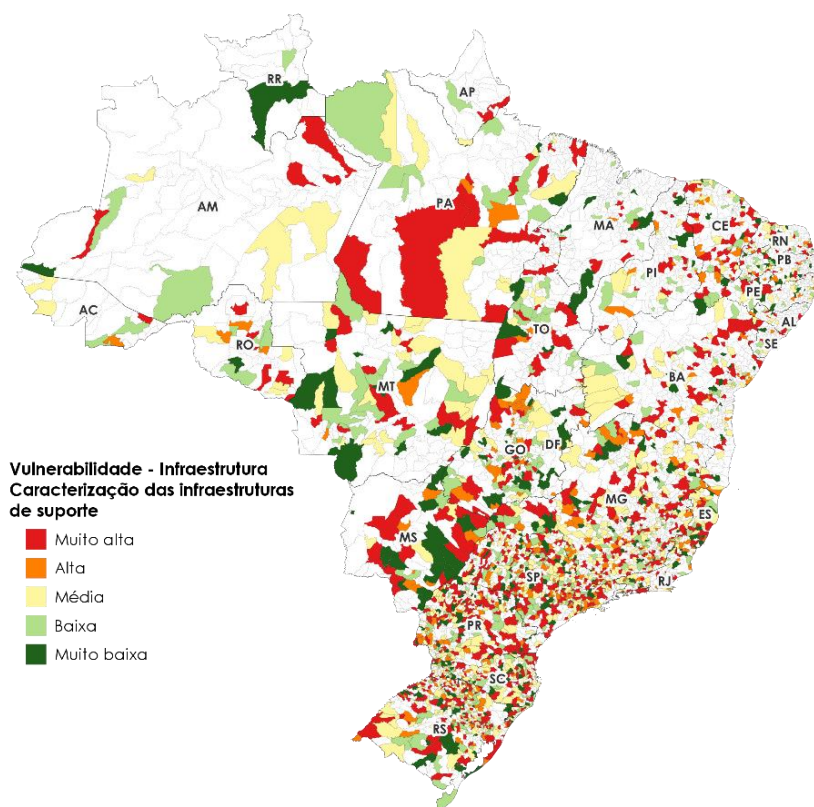 RR
AP
AM
PA
MA
CE
RN
PB
PI
PE
AC
TO
AL
SE
RO
BA
MT
GO
DF
Vulnerabilidade - Infraestrutura
Caracterização das infraestruturas
de suporte
Muito alta
Alta
Média
Baixa
Muito baixa
MG
ES
MS
SP
RJ
PR
SC
RS